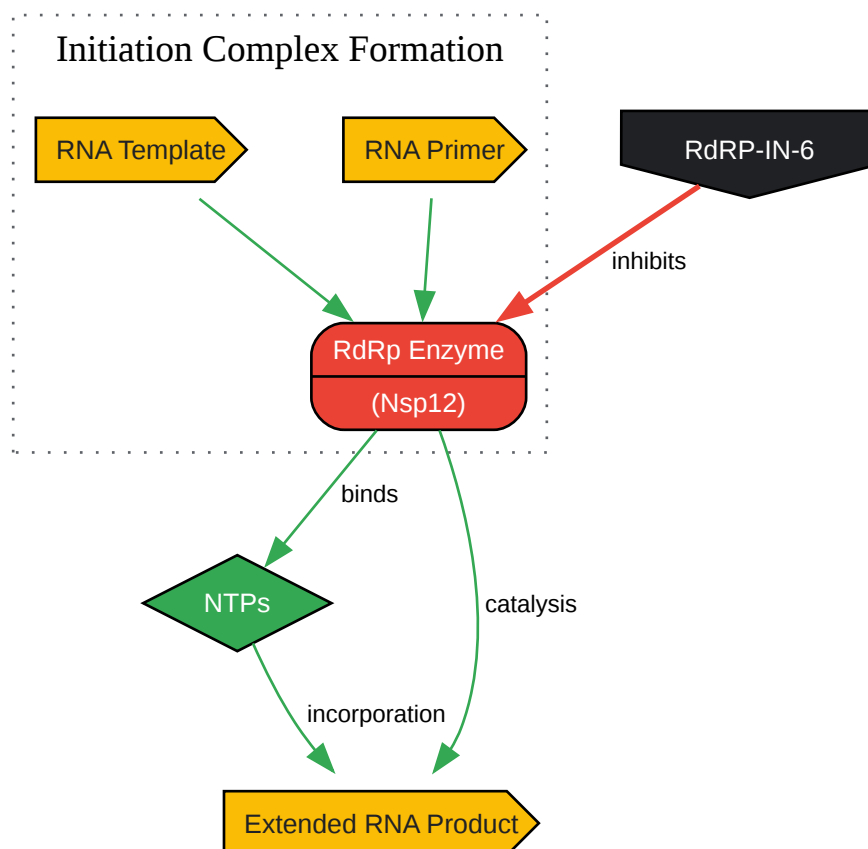 Initiation Complex Formation
RNA Template
RNA Primer
RdRP-IN-6
inhibits
RdRp Enzyme
(Nsp12)
binds
NTPs
catalysis
incorporation
Extended RNA Product